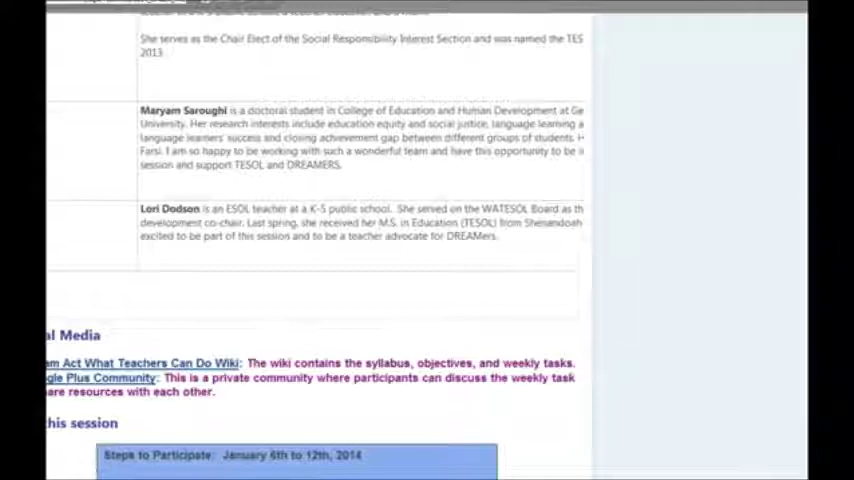 She serves as the Chair Elect of the Social Responsibility Interest Section and was named the TES
2013
Maryam Saroughi is a doctoral student in College of Education and Human Development at Ge
University. Her research interests include education equity and social justice, language learning a
language learners' success and closing achievement gap between different groups of students.
Farsi. I am so happy to be working with such a wonderful team and have this opportunity to be
session and support TESOL and DREAMERS.
Lori Dodson is an ESOL teacher at a K-5 public school. She served on the WATESOL Board as th
development co-chair. Last spring, she received her M.S. in Education (TESOL) from Shenandoah
excited to be part of this session and to be a teacher advocate for DREAMers.
al Media
am Act What Teachers Can Do Wiki: The wiki contains the syllabus, objectives, and weekly tasks.
gle Plus Community: This is a private community where participants can discuss the weekly task
are resources with each other.
this session
Steps to Participate: January 6th to 12th, 2014